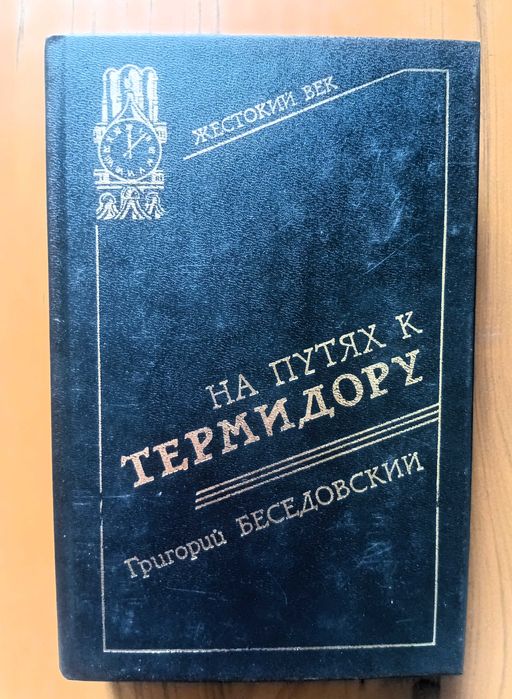 ЖЕСТОКИЙ ВЕК
НА ПУТЯХ К
ТЕРМИДОРУ
Григорий БЕСЕДОВСКИЙ